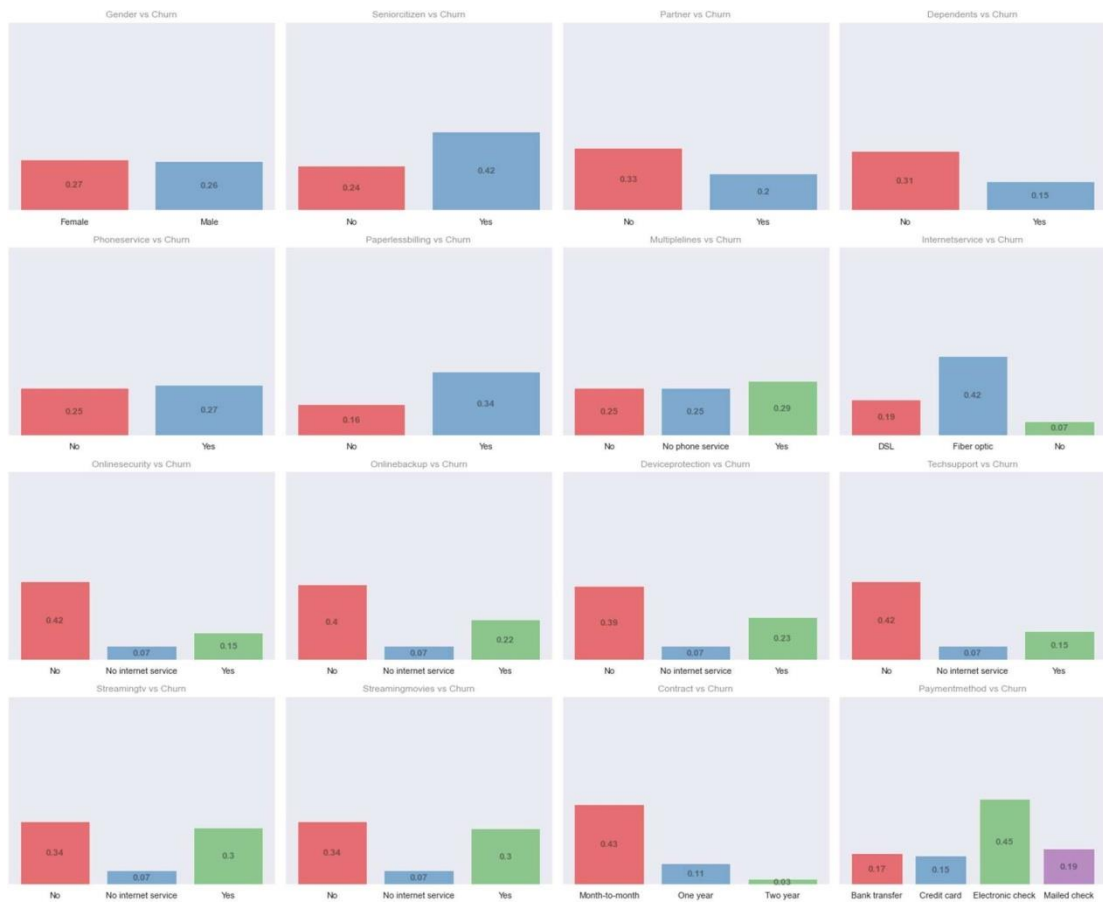 Gender vs Churn
0.27
0.26
Female Male
Seniorcitizen vs Churn
0.24
0.42
No Yes
Partner vs Churn
0.33
0.2
No Yes
Dependents vs Churn
0.31
0.15
No Yes
Phoneservice vs Churn
0.25
0.27
No Yes
Paperlessbilling vs Churn
0.16
0.34
No Yes
Multiplelines vs Churn
0.25
0.25
0.29
No No phone service Yes
Internetservice vs Churn
0.19
0.42
0.07
DSL Fiber optic No
Onlinesecurity vs Churn
0.42
0.07
0.15
No No internet service Yes
Onlinebackup vs Churn
0.4
0.07
0.22
No No internet service Yes
Deviceprotection vs Churn
0.39
0.07
0.23
No No internet service Yes
Techsupport vs Churn
0.42
0.07
0.15
No No internet service Yes
Streamingtv vs Churn
0.34
0.07
0.3
No No internet service Yes
Streamingmovies vs Churn
0.34
0.07
0.3
No No internet service Yes
Contract vs Churn
0.43
0.11
0.03
Month-to-month One year Two year
Paymentmethod vs Churn
0.17
0.15
0.45
0.19
Bank transfer Credit card Electronic check Mailed check